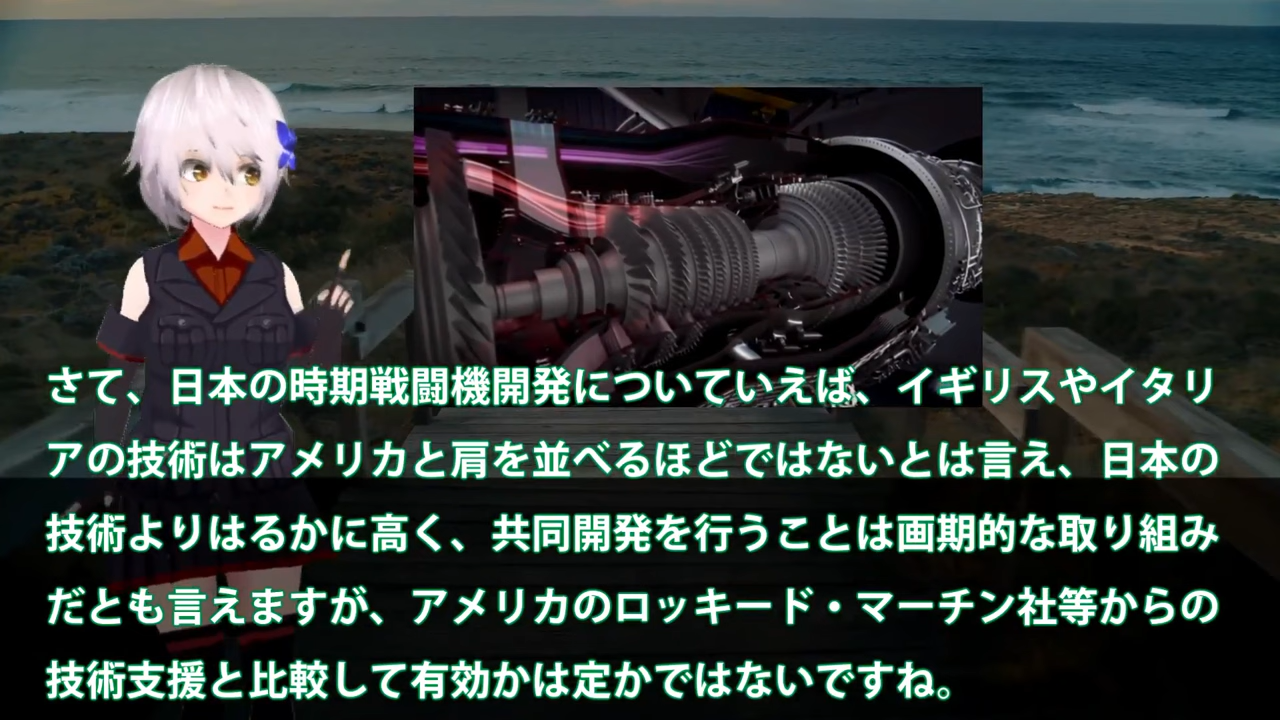 さて、日本の時期戦闘機開発についていえば、イギリスやイタリ
アの技術はアメリカと肩を並べるほどではないとは言え、日本の
技術よりはるかに高く、共同開発を行うことは画期的な取り組み
だとも言えますが、アメリカのロッキード・マーチン社等からの
技術支援と比較して有効かは定かではないですね。